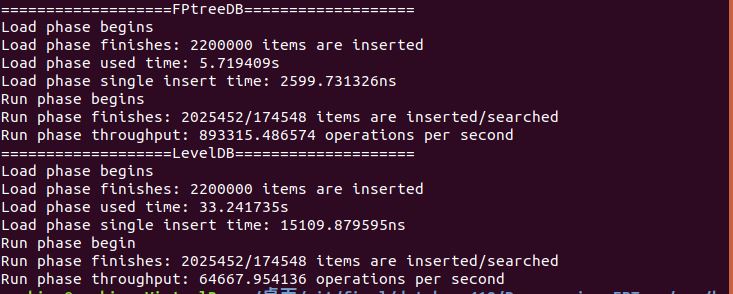 ===================FPtreeDB===================
Load phase begins
Load phase finishes: 2200000 items are inserted
Load phase used time: 5.719409s
Load phase single insert time: 2599.731326ns
Run phase begins
Run phase finishes: 2025452/174548 items are inserted/searched
Run phase throughput: 893315.486574 operations per second
===================LevelDB====================
Load phase begins
Load phase finishes: 2200000 items are inserted
Load phase used time: 33.241735s
Load phase single insert time: 15109.879595ns
Run phase begin
Run phase finishes: 2025452/174548 items are inserted/searched
Run phase throughput: 64667.954136 operations per second